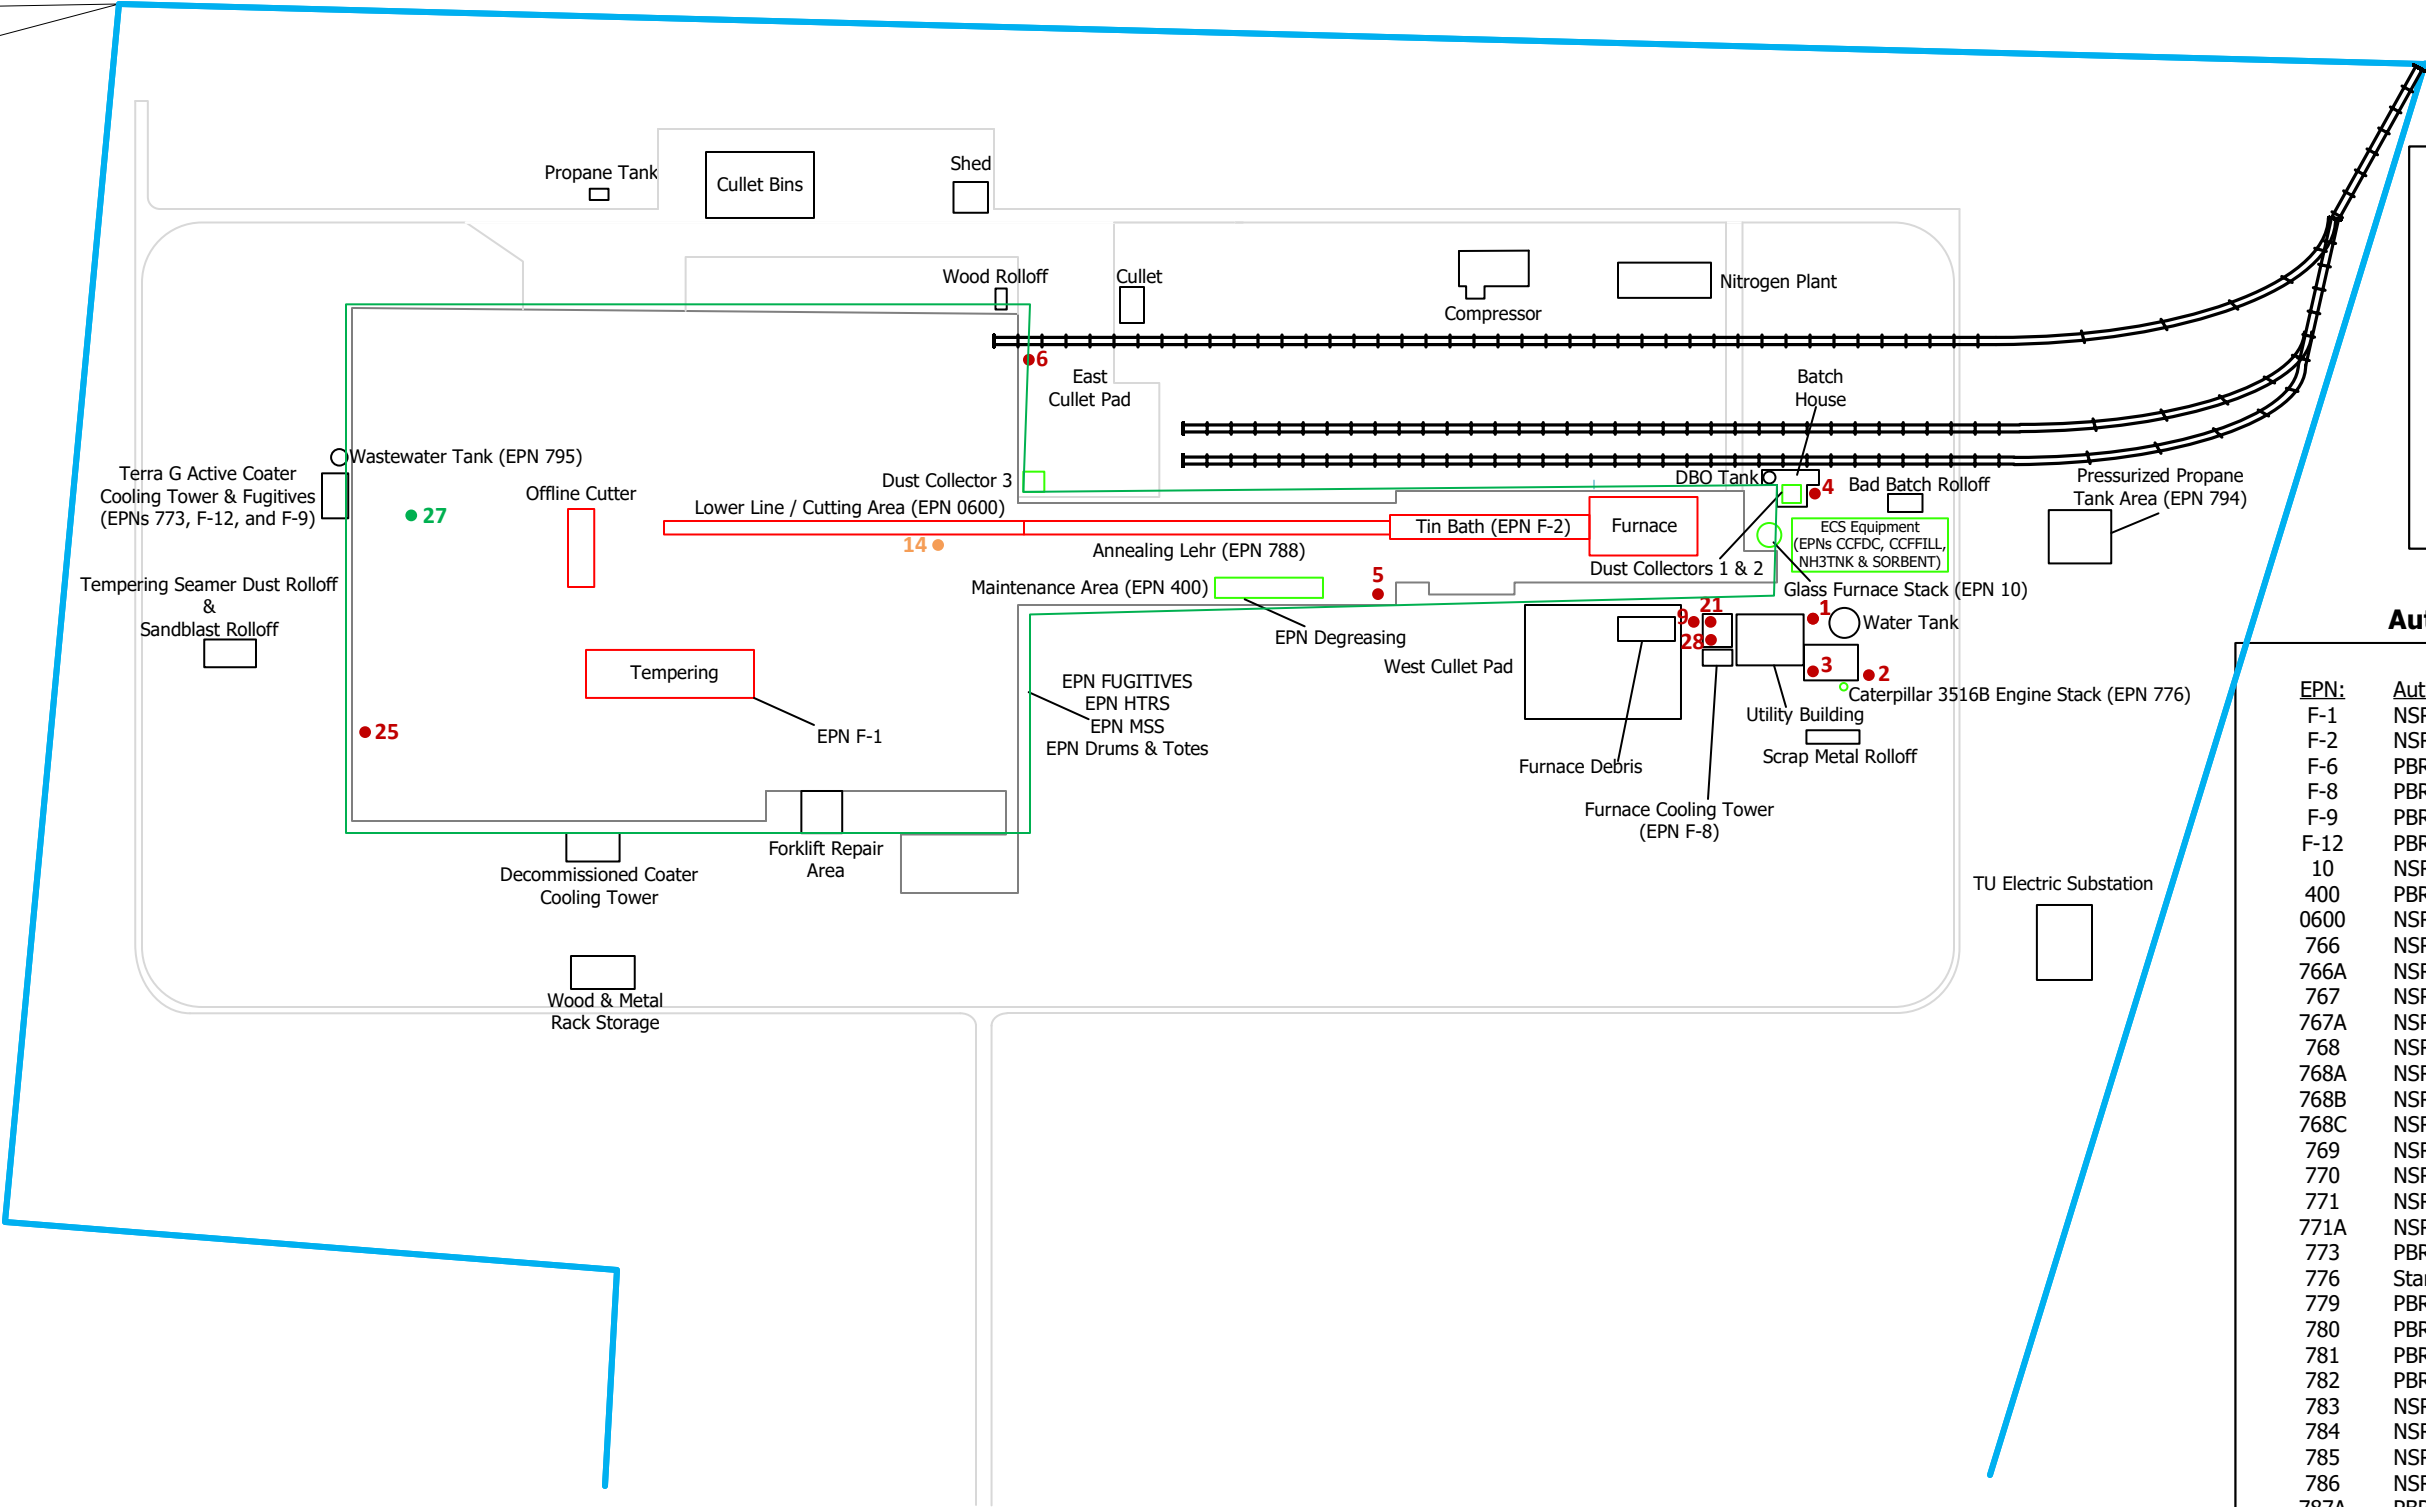 Propane Tank
Cullet Bins
Shed
Wood Rolloff
Cullet
Compressor
Nitrogen Plant
6
East
Cullet Pad
Batch
House
Wastewater Tank (EPN 795)
Terra G Active Coater
Cooling Tower & Fugitives
(EPNs 773, F-12, and F-9)
27
Offline Cutter
Dust Collector 3
Lower Line / Cutting Area (EPN 0600)
14
Annealing Lehr (EPN 788)
Tin Bath (EPN F-2)
Furnace
DBO Tank
4
Bad Batch Rolloff
Pressurized Propane
Tank Area (EPN 794)
ECS Equipment
(EPNs CCFDC, CCFFILL,
NH3TNK & SORBENT)
Dust Collectors 1 & 2
Glass Furnace Stack (EPN 10)
Tempering Seamer Dust Rolloff
&
Sandblast Rolloff
Maintenance Area (EPN 400)
5
EPN Degreasing
9
21
28
1
Water Tank
West Cullet Pad
3
2
Caterpillar 3516B Engine Stack (EPN 776)
Utility Building
Scrap Metal Rolloff
Tempering
EPN F-1
25
EPN FUGITIVES
EPN HTRS
EPN MSS
EPN Drums & Totes
Furnace Debris
Furnace Cooling Tower
(EPN F-8)
Forklift Repair
Area
Decommissioned Coater
Cooling Tower
Wood & Metal
Rack Storage
TU Electric Substation
EPN:
F-1
F-2
F-6
F-8
F-9
F-12
10
400
0600
766
766A
767
767A
768
768A
768B
768C
769
770
771
771A
773
776
779
780
781
782
783
784
785
786